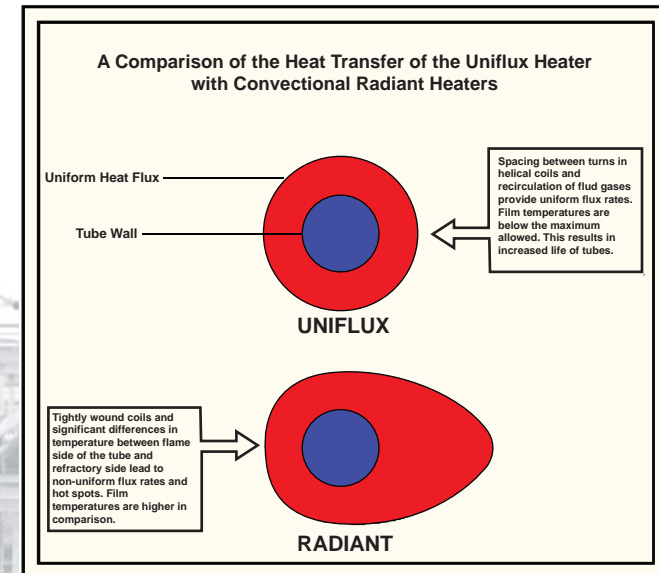 A Comparison of the Heat Transfer of the Uniflux Heater
with Convectional Radiant Heaters
Uniform Heat Flux
Tube Wall
Spacing between turns in
helical coils and
recirculation of flud gases
provide uniform flux rates.
Film temperatures are
below the maximum
allowed. This results in
increased life of tubes.
UNIFLUX
Tightly wound coils and
significant differences in
temperature between flame
side of the tube and
refractory side lead to
non-uniform flux rates and
hot spots. Film
temperatures are higher in
comparison.
RADIANT